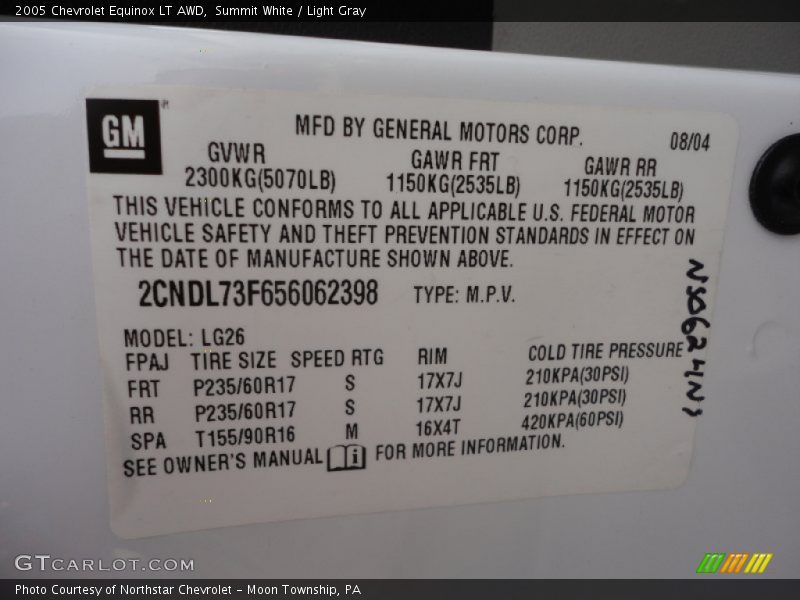 2005 Chevrolet Equinox LT AWD, Summit White / Light Gray
GM
MFD BY GENERAL MOTORS CORP. 08/04
GVWR GAWR FRT GAWR RR
2300KG(5070LB) 1150KG(2535LB) 1150KG(2535LB)
THIS VEHICLE CONFORMS TO ALL APPLICABLE U.S. FEDERAL MOTOR
VEHICLE SAFETY AND THEFT PREVENTION STANDARDS IN EFFECT ON
THE DATE OF MANUFACTURE SHOWN ABOVE.
2CNDL73F656062398 TYPE: M.P.V.
MODEL: LG26
FPAJ TIRE SIZE SPEED RTG RIM COLD TIRE PRESSURE
FRT P235/60R17 S 17X7J 210KPA(30PSI)
RR P235/60R17 S 17X7J 210KPA(30PSI)
SPA T155/90R16 M 16X4T 420KPA(60PSI)
SEE OWNER'S MANUAL i FOR MORE INFORMATION.
GTCARLOT.COM
Photo Courtesy of Northstar Chevrolet - Moon Township, PA